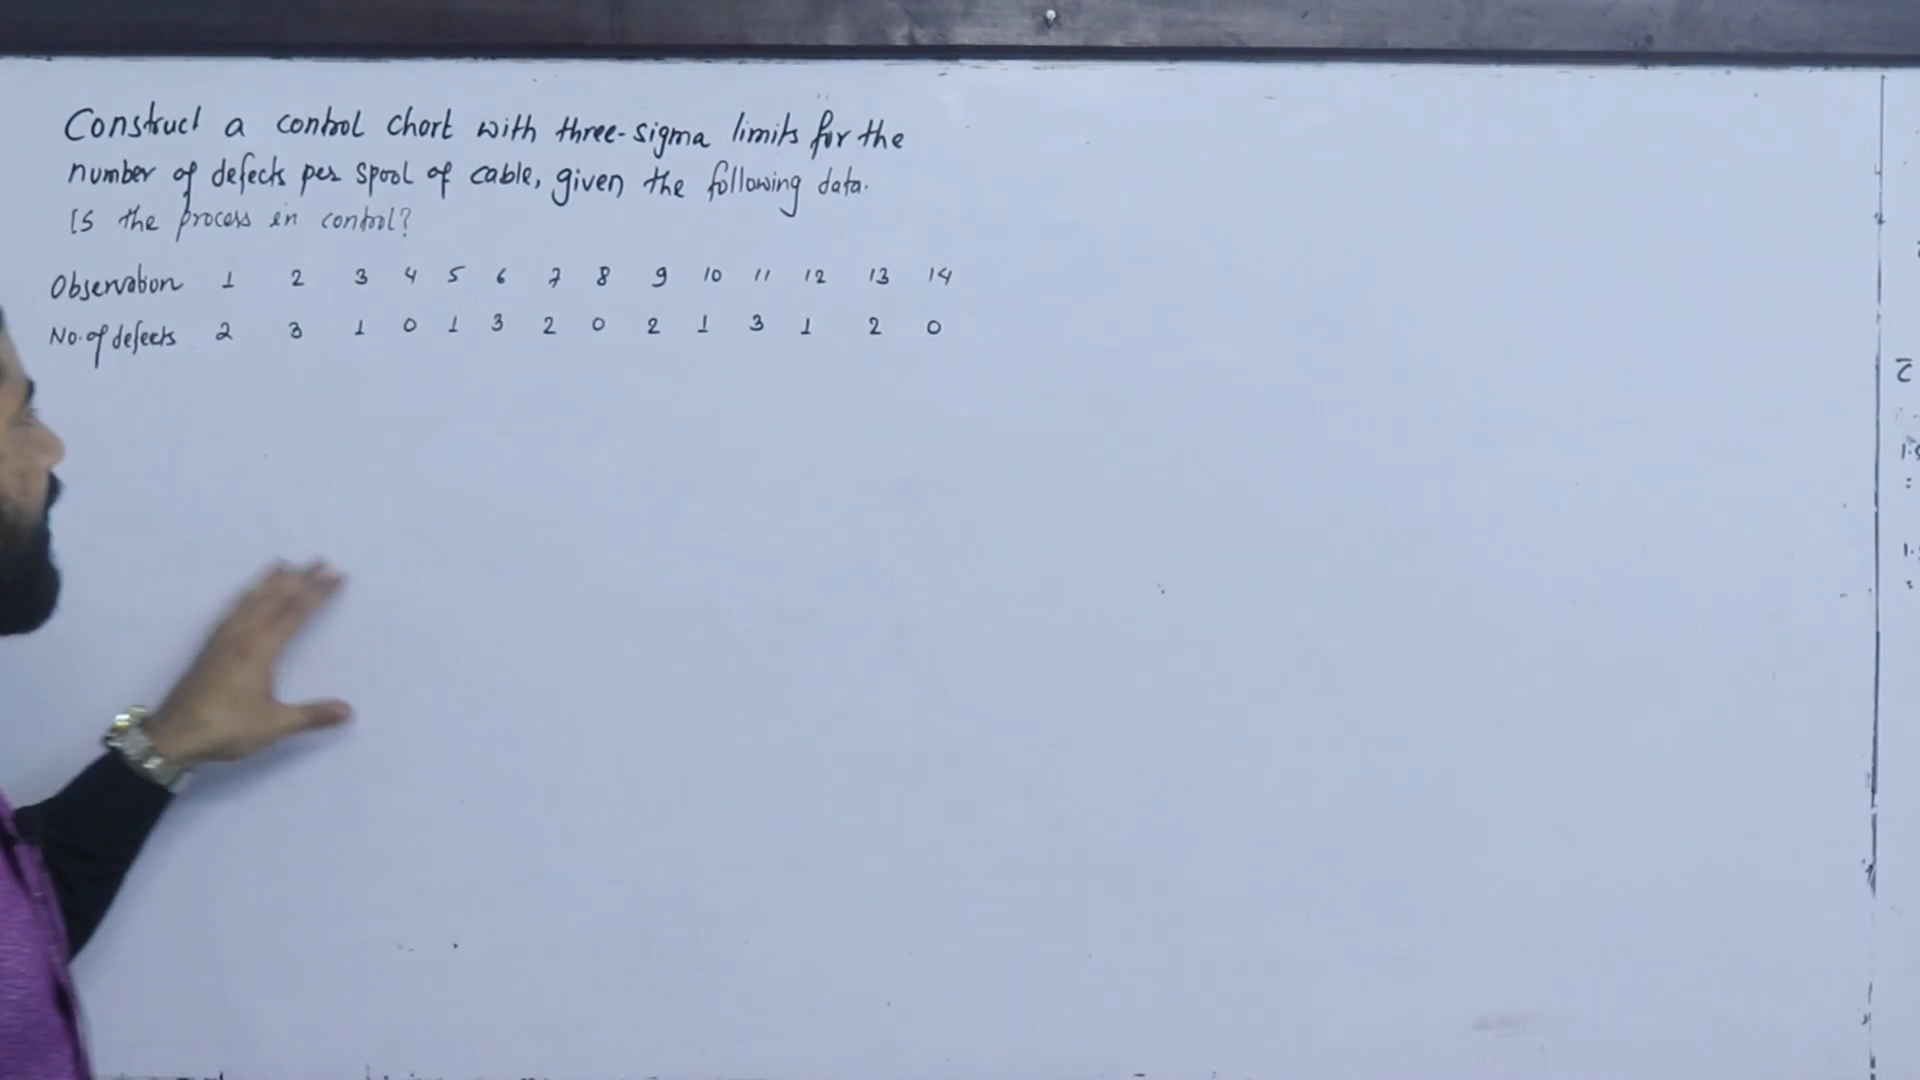 Construct a control chart with three-sigma limits for the
number of defects per spool of cable, given the following data.
Is the process in control?
Observation 1 2 3 4 5 6 7 8 9 10 11 12 13 14
No. of defects 2 3 1 0 1 3 2 0 2 1 3 1 2 0